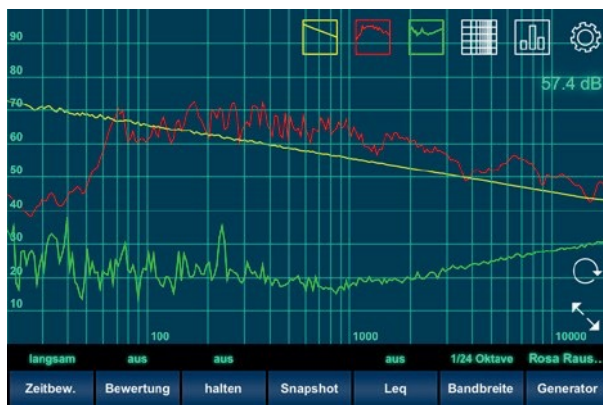 90
80
57.4 dB
70
60
50
40
30
20
10
100 1000 10000
langsam aus aus aus 1/24 Oktave Rosa Raus..
Zeitbew. Bewertung halten Snapshot Leq Bandbreite Generator